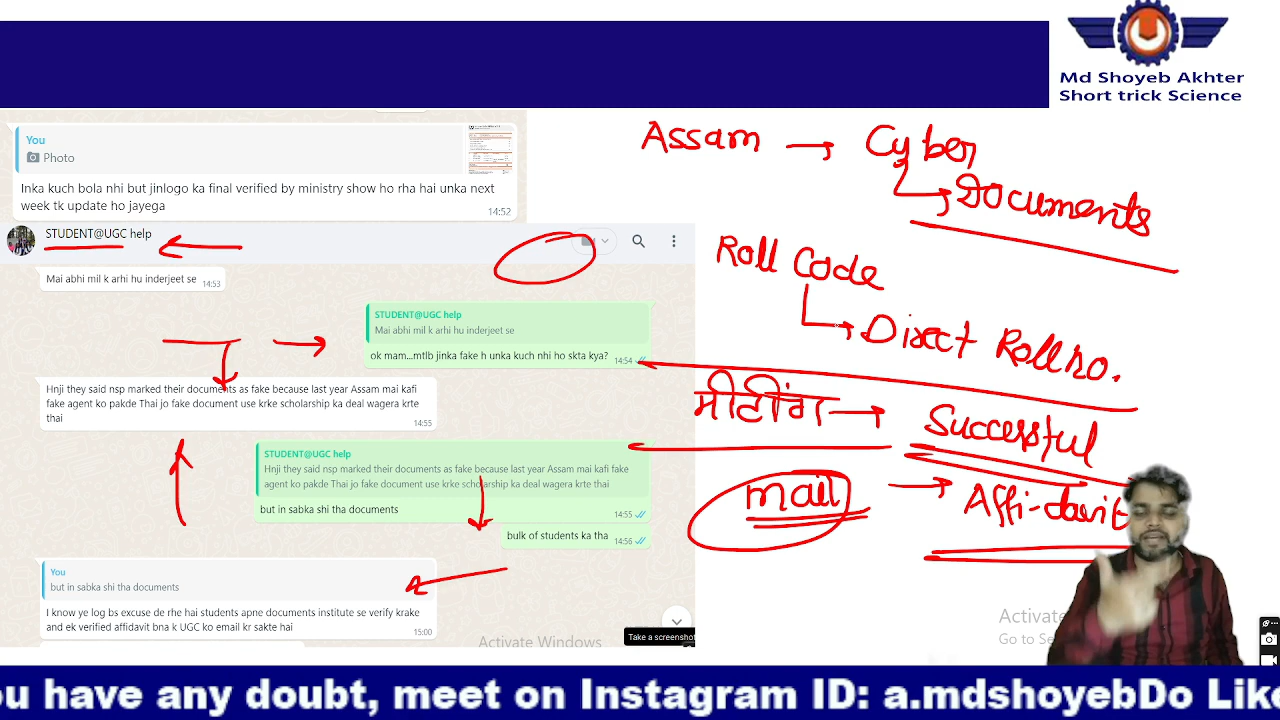 Md Shoyeb Akhter
Short trick Science
You
Photo
Inka kuch bola nhi but jinlogo ka final verified by ministry show ho rha hai unka next
week tk update ho jayega
14:52
STUDENT@UGC help
Mai abhi mil k arhi hu inderjeet se
14:53
STUDENT@UGC help
Mai abhi mil k arhi hu inderjeet se
ok mam...mtlb jinka fake h unka kuch nhi ho skta kya?
14:54
Hnji they said nsp marked their documents as fake because last year Assam mai kafi
fake agent ko pakde Thai jo fake document use krke scholarship ka deal wagera krte
thai
14:55
STUDENT@UGC help
Hnji they said nsp marked their documents as fake because last year Assam mai kafi fake
agent ko pakde Thai jo fake document use krke scholarship ka deal wagera krte thai
but in sabka shi tha documents
14:55
bulk of students ka tha
14:56
You
but in sabka shi tha documents
I know ye log bs excuse de rhe hai students apne documents institute se verify krake
and ek verified affidavit bna k UGC ko email kr sakte hai
15:00
Activate Windows
Take a screenshot
Assam → Cyber
Documents
Roll Code
Direct Roll no.
मीटींग → Successful
mail → Affi-davit
Activate
Go to Se
ou have any doubt, meet on Instagram ID: a.mdshoyebDo Like